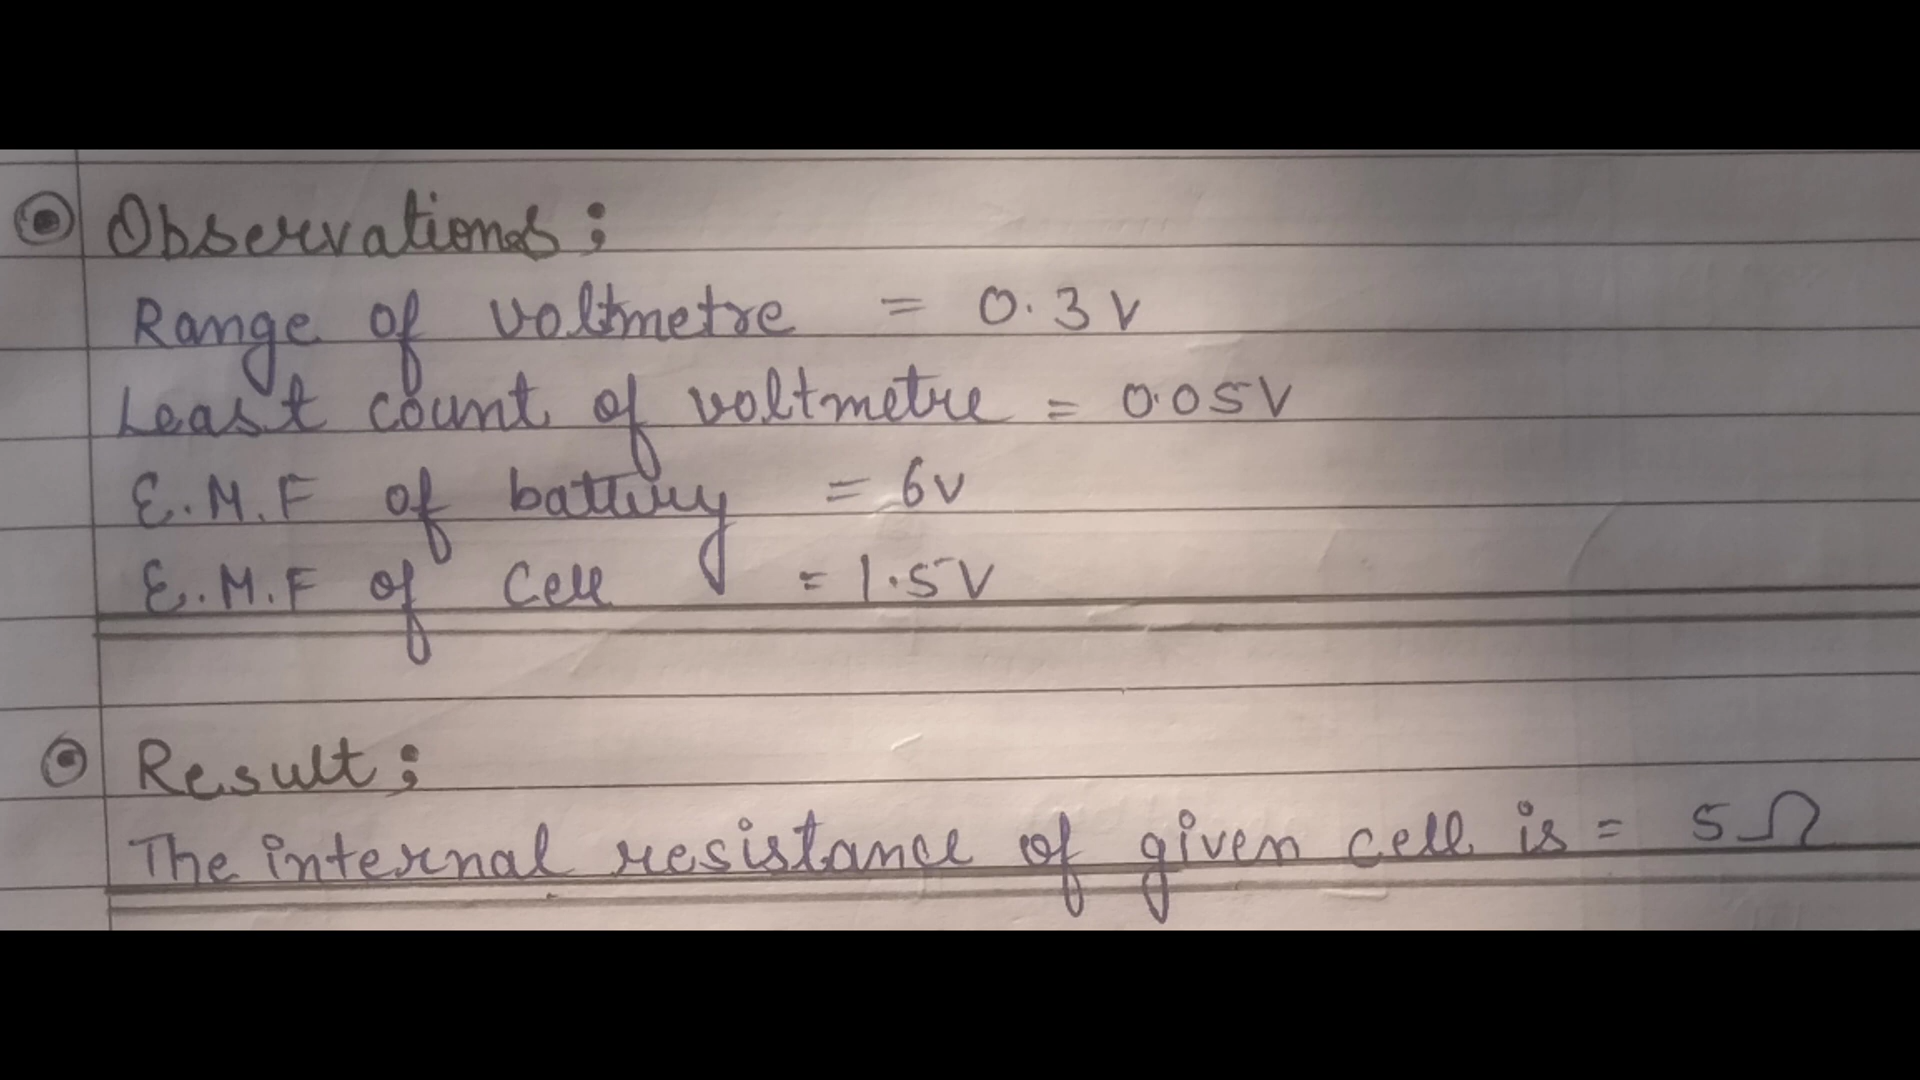 Observations:
Range of voltmetre = 0.3 V
Least count of voltmetre = 0.05V
E.M.F of battery = 6v
E.M.F of Cell = 1.5V
Result:
The internal resistance of given cell is = 5Ω